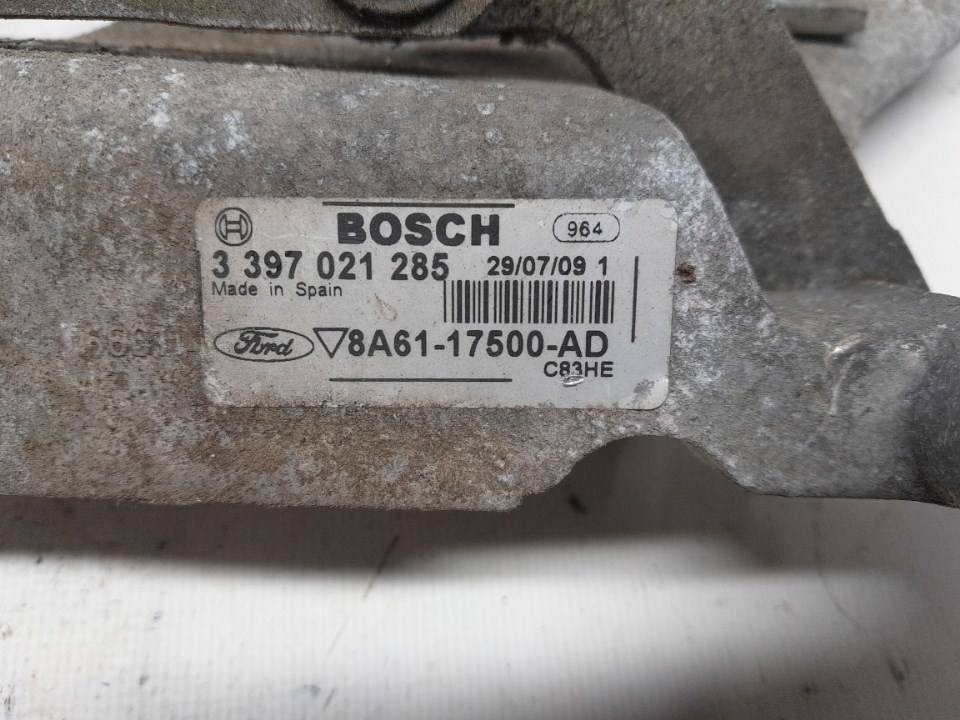 BOSCH 964
3 397 021 285 29/07/09 1
Made in Spain
Ford 8A61-17500-AD
C83HE